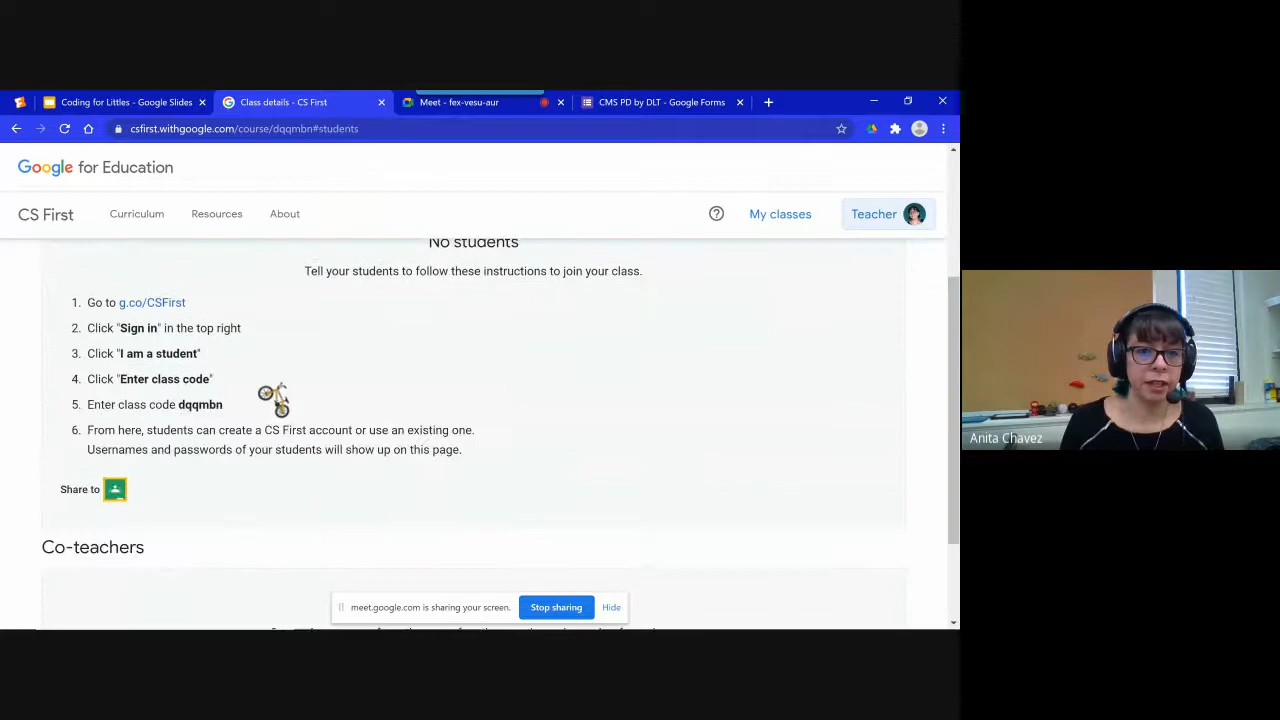 Coding for Littles - Google Slides
Class details - CS First
Meet - fex-vesu-aur
CMS PD by DLT - Google Forms
csfirst.withgoogle.com/course/dqqmbn#students
Google for Education
CS First
Curriculum
Resources
About
My classes
Teacher
No students
Tell your students to follow these instructions to join your class.
1. Go to g.co/CSFirst
2. Click "Sign in" in the top right
3. Click "I am a student"
4. Click "Enter class code"
5. Enter class code dqqmbn
6. From here, students can create a CS First account or use an existing one.
Usernames and passwords of your students will show up on this page.
Share to
Co-teachers
meet.google.com is sharing your screen.
Stop sharing
Hide
Anita Chavez